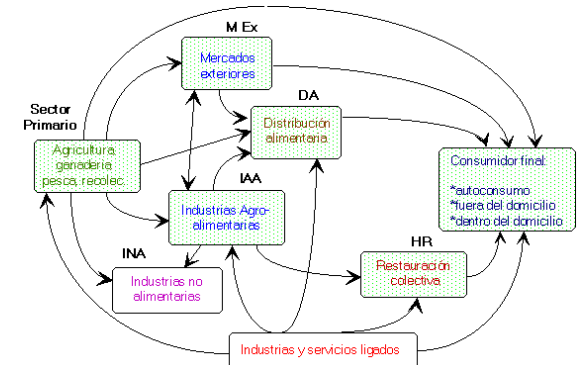 M Ex
Mercados
exteriores
DA
Distribución
alimentaria
Sector
Primario
Agricultura
ganaderia
pesca, recolec.
Consumidor final:
*autoconsumo
*fuera del domicilio
*dentro del domicilio
IAA
Industrias Agro-
alimentarias
INA
Industrias no
alimentarias
HR
Restauración
colectiva
Industrias y servicios ligados